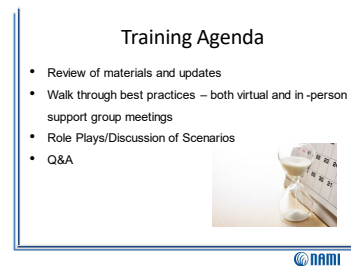 Training Agenda
• Review of materials and updates
• Walk through best practices – both virtual and in -person
support group meetings
• Role Plays/Discussion of Scenarios
• Q&A
NAMI